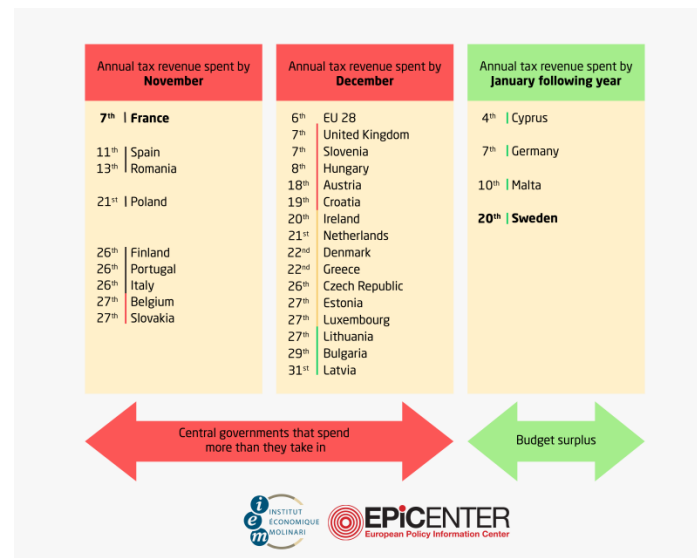 Annual tax revenue spent by
November
7th France
11th Spain
13th Romania
21st Poland
26th Finland
26th Portugal
26th Italy
27th Belgium
27th Slovakia
Annual tax revenue spent by
December
6th EU 28
7th United Kingdom
7th Slovenia
8th Hungary
18th Austria
19th Croatia
20th Ireland
21st Netherlands
22nd Denmark
22nd Greece
26th Czech Republic
27th Estonia
27th Luxembourg
27th Lithuania
29th Bulgaria
31st Latvia
Annual tax revenue spent by
January following year
4th Cyprus
7th Germany
10th Malta
20th Sweden
Central governments that spend
more than they take in
Budget surplus
iem
INSTITUT
ÉCONOMIQUE
MOLINARI
EPiCENTER
European Policy Information Center